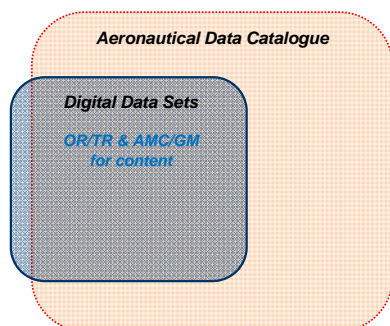 Aeronautical Data Catalogue
Digital Data Sets
OR/TR & AMC/GM
for content